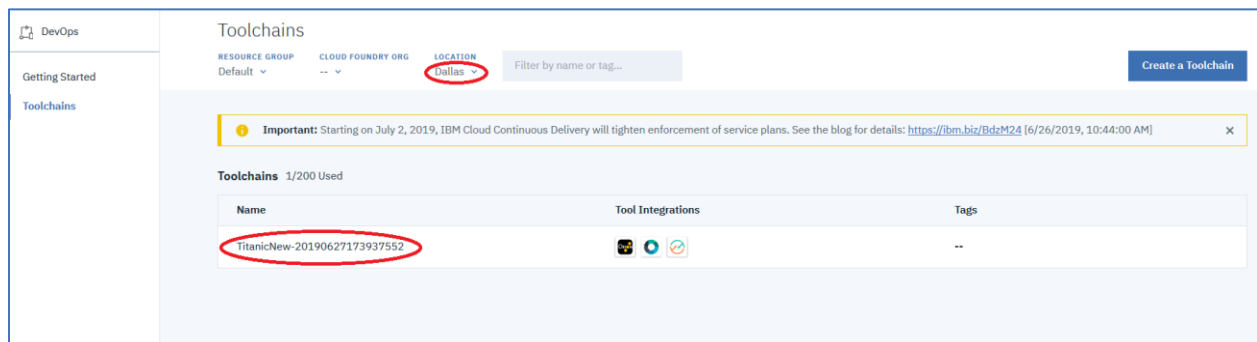 DevOps
Getting Started
Toolchains
Toolchains
RESOURCE GROUP CLOUD FOUNDRY ORG LOCATION
Default -- Dallas Filter by name or tag... Create a Toolchain
Important: Starting on July 2, 2019, IBM Cloud Continuous Delivery will tighten enforcement of service plans. See the blog for details: https://ibm.biz/BdzM24 [6/26/2019, 10:44:00 AM]
Toolchains 1/200 Used
Name Tool Integrations Tags
TitanicNew-20190627173937552 --